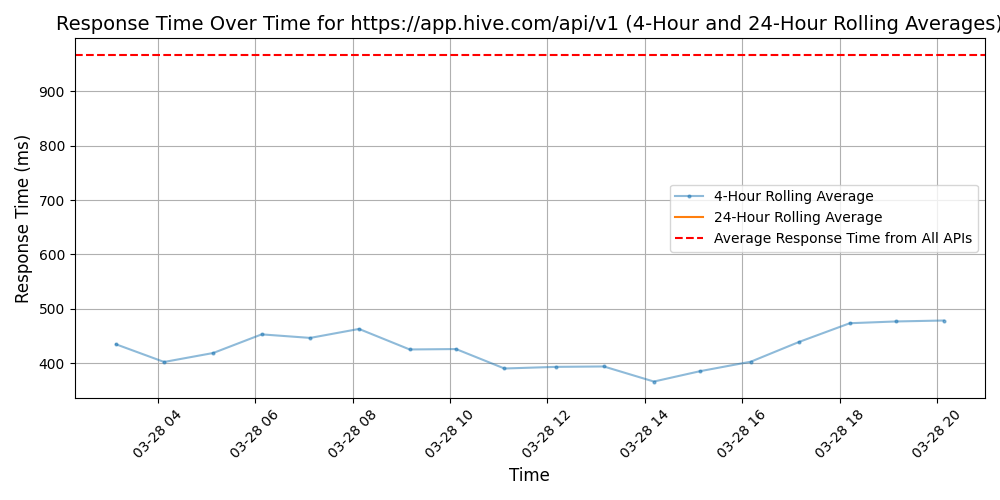 Response Time Over Time for https://app.hive.com/api/v1 (4-Hour and 24-Hour Rolling Averages)
Response Time (ms)
900
800
700
600
500
400
4-Hour Rolling Average
24-Hour Rolling Average
Average Response Time from All APIs
03-28 04
03-28 06
03-28 08
03-28 10
03-28 12
03-28 14
03-28 16
03-28 18
03-28 20
Time